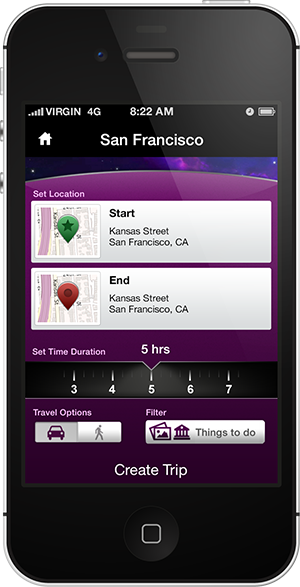 VIRGIN 4G 8:22 AM
San Francisco
Set Location
Start
Kansas Street
San Francisco, CA
End
Kansas Street
San Francisco, CA
Set Time Duration 5 hrs
3 4 5 6 7
Travel Options Filter
Things to do
Create Trip